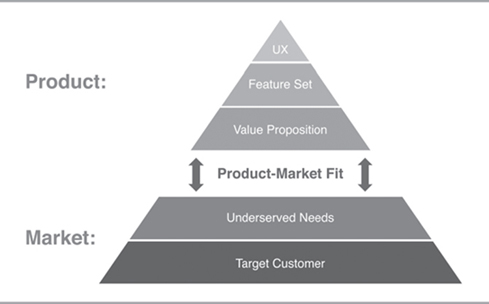 UX
Product:
Feature Set
Value Proposition
Product-Market Fit
Underserved Needs
Market:
Target Customer